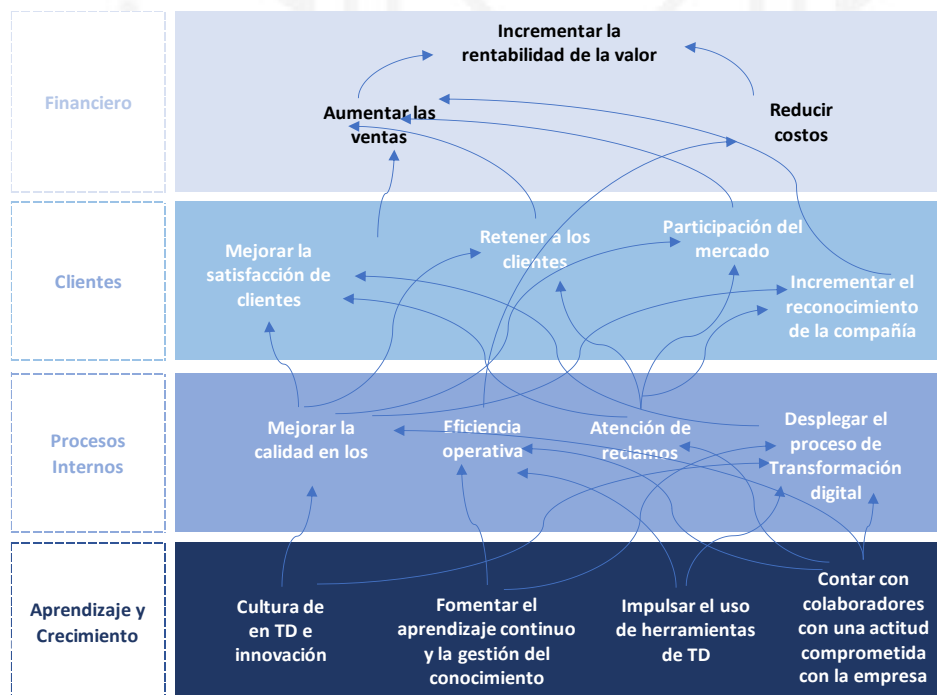 Financiero
Incrementar la
rentabilidad de la valor
Aumentar las
ventas
Reducir
costos
Clientes
Mejorar la
satisfacción de
clientes
Retener a los
clientes
Participación del
mercado
Incrementar el
reconocimiento
de la compañía
Procesos
Internos
Mejorar la
calidad en los
Eficiencia
operativa
Atención de
reclamos
Desplegar el
proceso de
Transformación
digital
Aprendizaje y
Crecimiento
Cultura de
en TD e
innovación
Fomentar el
aprendizaje continuo
y la gestión del
conocimiento
Impulsar el uso
de herramientas
de TD
Contar con
colaboradores
con una actitud
comprometida
con la empresa